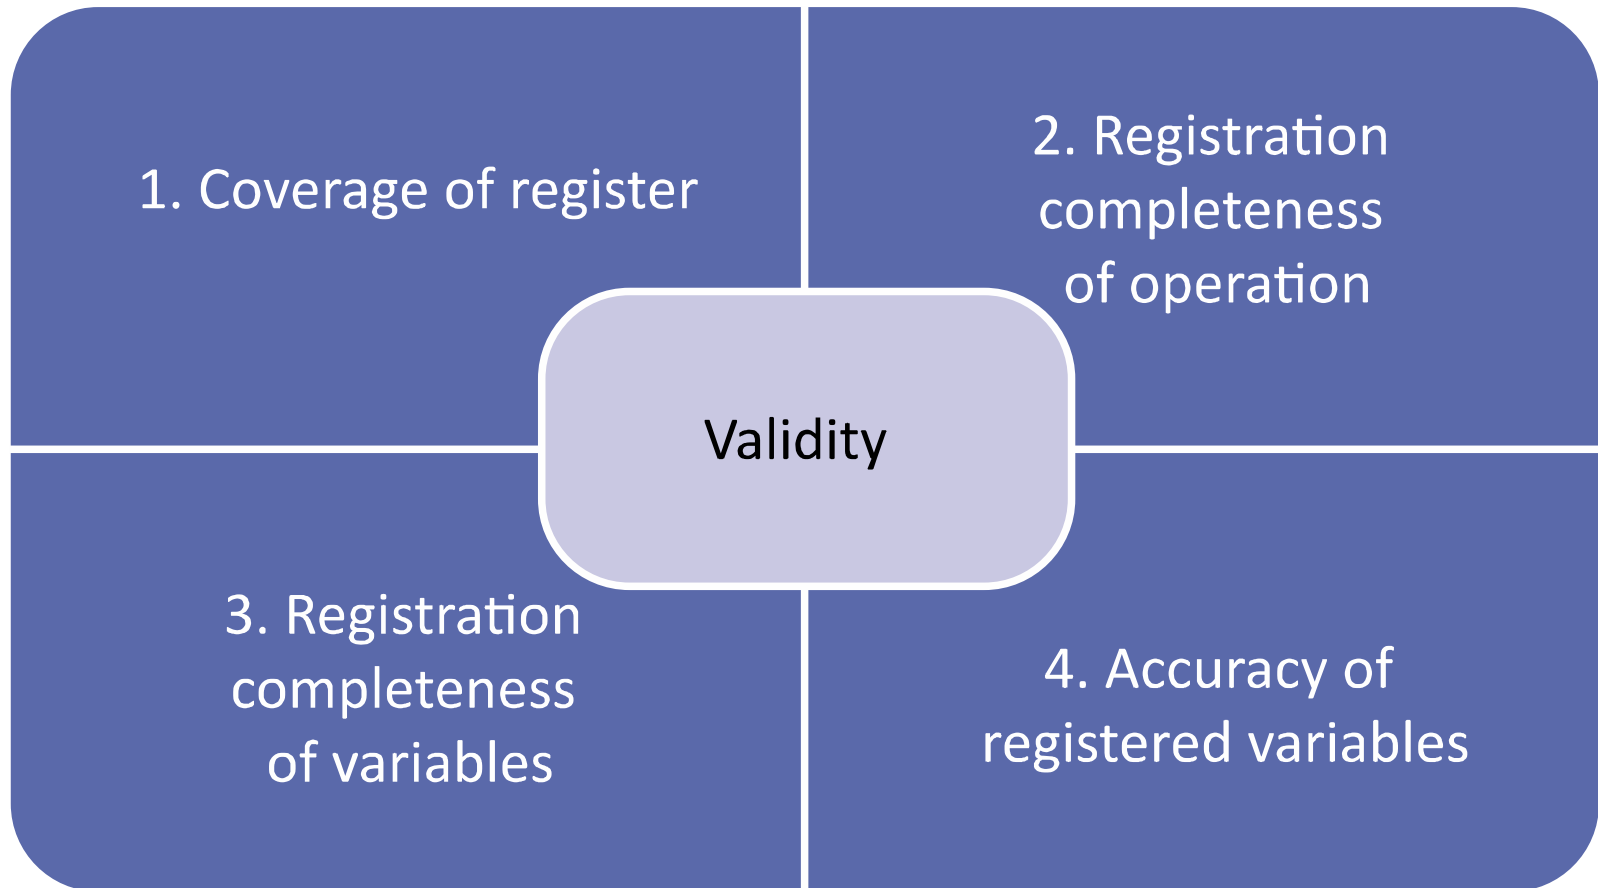 1. Coverage of register
2. Registration
completeness
of operation
Validity
3. Registration
completeness
of variables
4. Accuracy of
registered variables